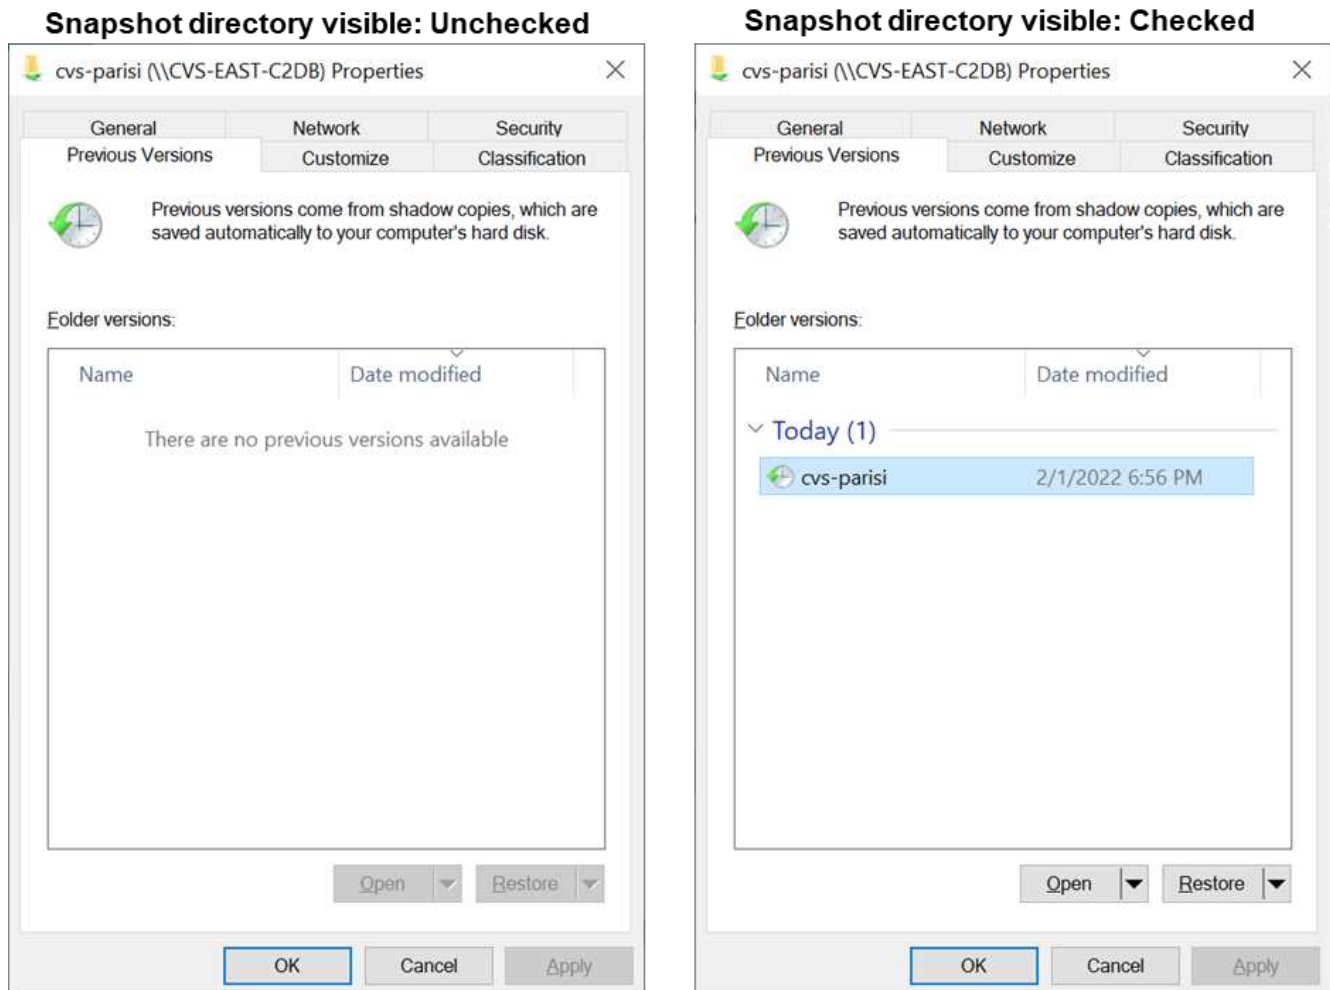 Snapshot directory visible: Unchecked
cvs-parisi (\\CVS-EAST-C2DB) Properties
General Network Security
Previous Versions Customize Classification
Previous versions come from shadow copies, which are
saved automatically to your computer's hard disk.
Folder versions:
Name Date modified
There are no previous versions available
Open Restore
OK Cancel Apply
Snapshot directory visible: Checked
cvs-parisi (\\CVS-EAST-C2DB) Properties
General Network Security
Previous Versions Customize Classification
Previous versions come from shadow copies, which are
saved automatically to your computer's hard disk.
Folder versions:
Name Date modified
Today (1)
cvs-parisi 2/1/2022 6:56 PM
Open Restore
OK Cancel Apply